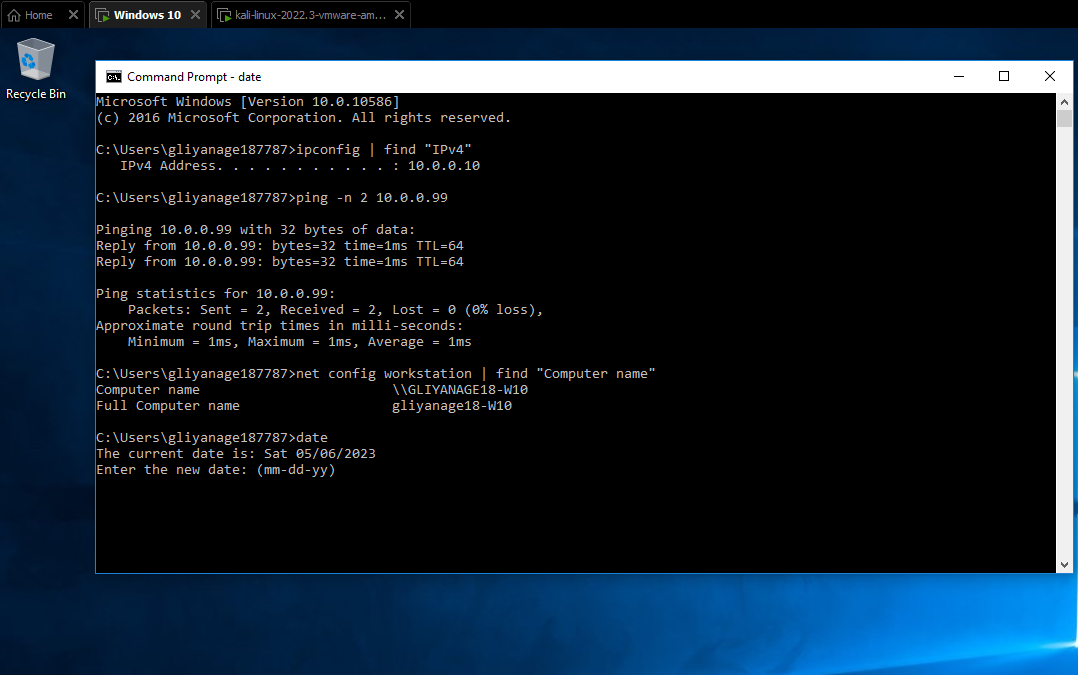 Home
Windows 10
kali-linux-2022.3-vmware-am...
Recycle Bin
Command Prompt - date
Microsoft Windows [Version 10.0.10586]
(c) 2016 Microsoft Corporation. All rights reserved.
C:\Users\gliyanage187787>ipconfig | find "IPv4"
   IPv4 Address. . . . . . . . . . . : 10.0.0.10
C:\Users\gliyanage187787>ping -n 2 10.0.0.99
Pinging 10.0.0.99 with 32 bytes of data:
Reply from 10.0.0.99: bytes=32 time=1ms TTL=64
Reply from 10.0.0.99: bytes=32 time=1ms TTL=64
Ping statistics for 10.0.0.99:
    Packets: Sent = 2, Received = 2, Lost = 0 (0% loss),
Approximate round trip times in milli-seconds:
    Minimum = 1ms, Maximum = 1ms, Average = 1ms
C:\Users\gliyanage187787>net config workstation | find "Computer name"
Computer name                        \\GLIYANAGE18-W10
Full Computer name                   gliyanage18-W10
C:\Users\gliyanage187787>date
The current date is: Sat 05/06/2023
Enter the new date: (mm-dd-yy)